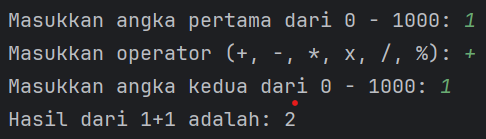 Masukkan angka pertama dari 0 - 1000: 1
Masukkan operator (+, -, *, x, /, %): +
Masukkan angka kedua dari 0 - 1000: 1
Hasil dari 1+1 adalah: 2